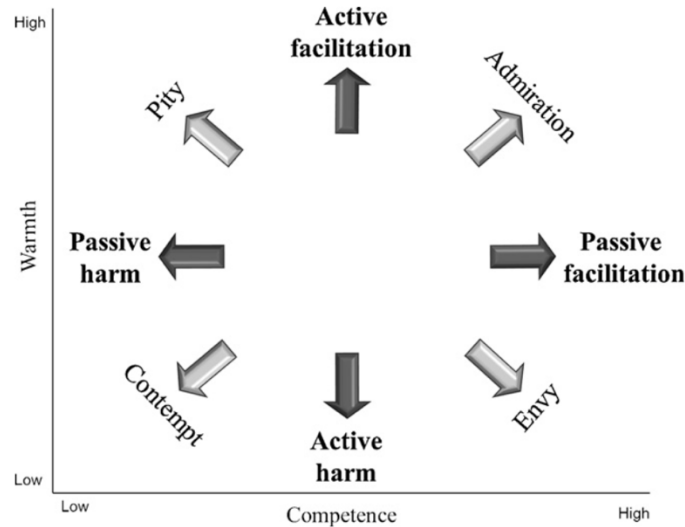 High
Active
facilitation
Pity
Admiration
Warmth
Passive
harm
Passive
facilitation
Contempt
Envy
Active
harm
Low
Low
Competence
High